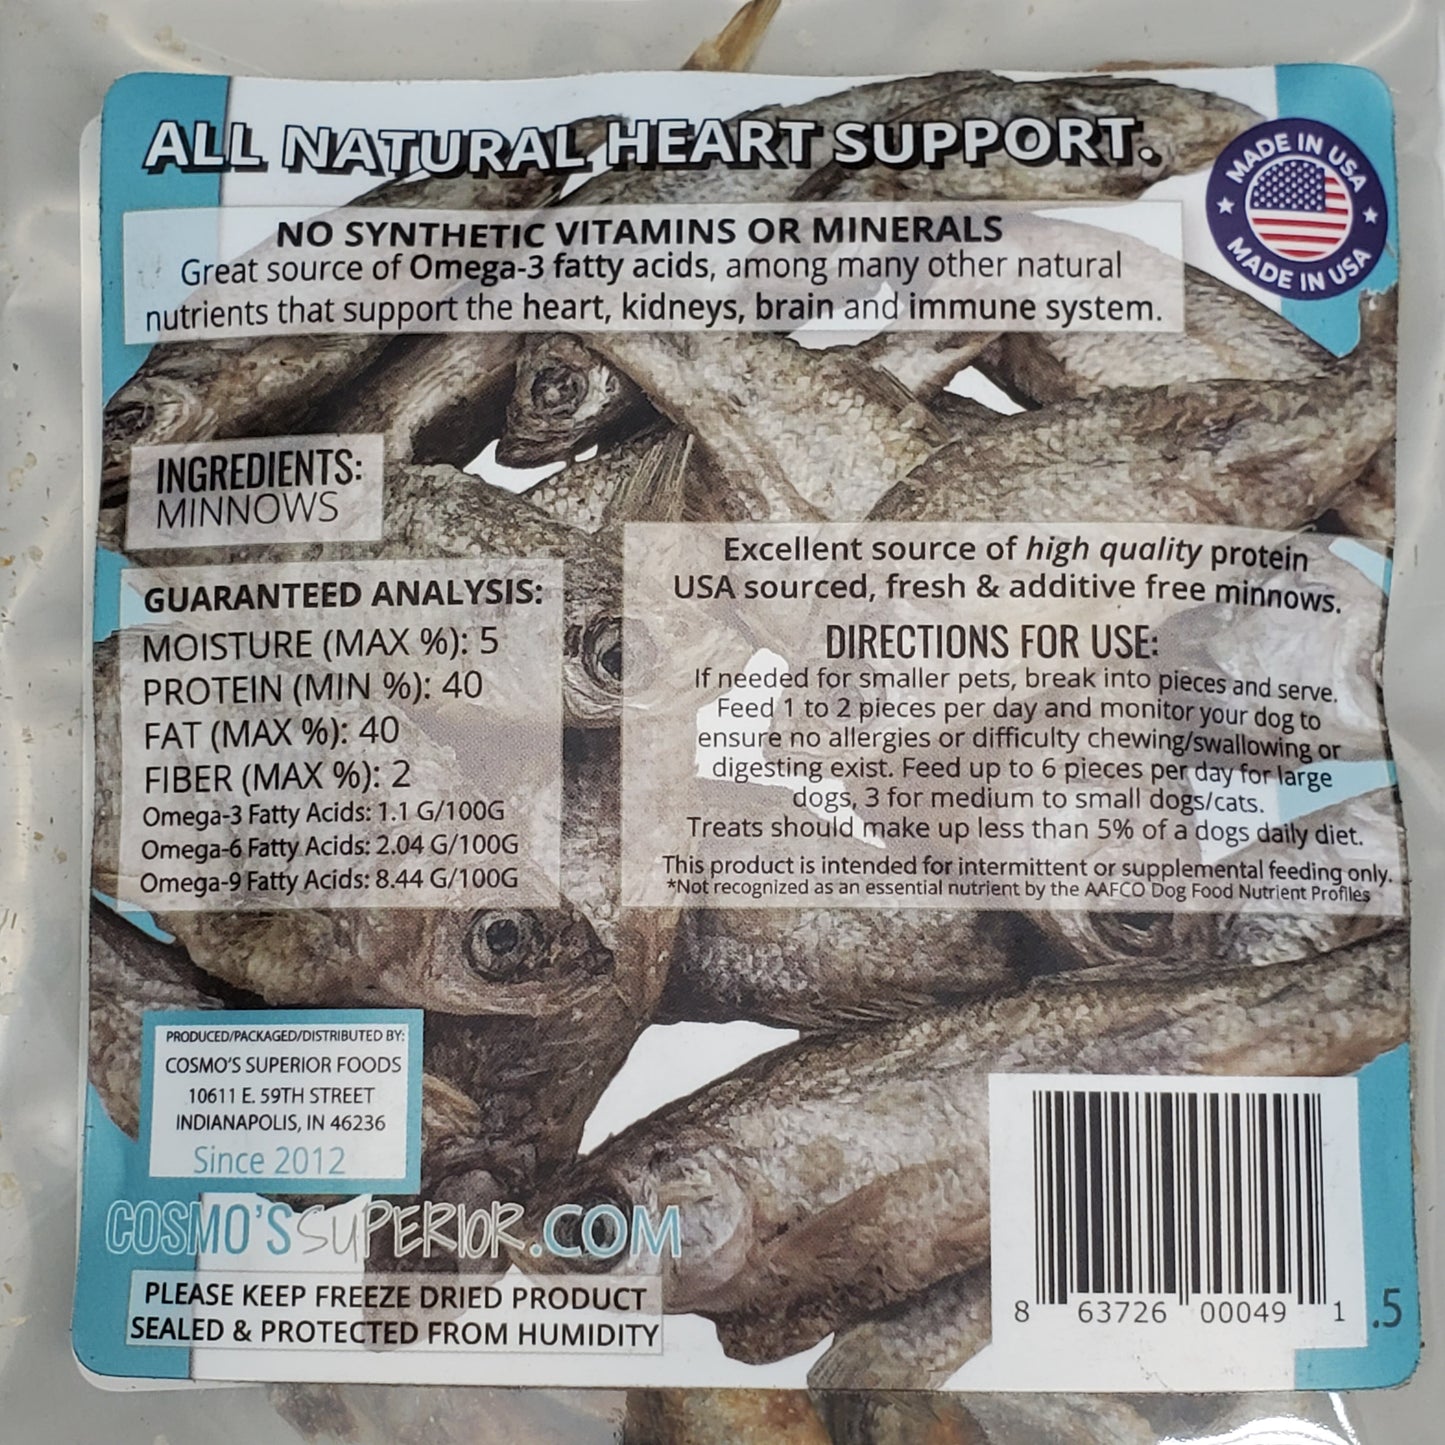 ALL NATURAL HEART SUPPORT.
MADE IN USA
MADE IN USA
NO SYNTHETIC VITAMINS OR MINERALS
Great source of Omega-3 fatty acids, among many other natural
nutrients that support the heart, kidneys, brain and immune system.
INGREDIENTS:
MINNOWS
GUARANTEED ANALYSIS:
MOISTURE (MAX %): 5
PROTEIN (MIN %): 40
FAT (MAX %): 40
FIBER (MAX %): 2
Omega-3 Fatty Acids: 1.1 G/100G
Omega-6 Fatty Acids: 2.04 G/100G
Omega-9 Fatty Acids: 8.44 G/100G
Excellent source of high quality protein
USA sourced, fresh & additive free minnows.
DIRECTIONS FOR USE:
If needed for smaller pets, break into pieces and serve.
Feed 1 to 2 pieces per day and monitor your dog to
ensure no allergies or difficulty chewing/swallowing or
digesting exist. Feed up to 6 pieces per day for large
dogs, 3 for medium to small dogs/cats.
Treats should make up less than 5% of a dogs daily diet.
This product is intended for intermittent or supplemental feeding only.
*Not recognized as an essential nutrient by the AAFCO Dog Food Nutrient Profiles
PRODUCED/PACKAGED/DISTRIBUTED BY:
COSMO'S SUPERIOR FOODS
10611 E. 59TH STREET
INDIANAPOLIS, IN 46236
Since 2012
COSMO'SSUPERIOR.COM
PLEASE KEEP FREEZE DRIED PRODUCT
SEALED & PROTECTED FROM HUMIDITY
8 63726 00049 1
.5